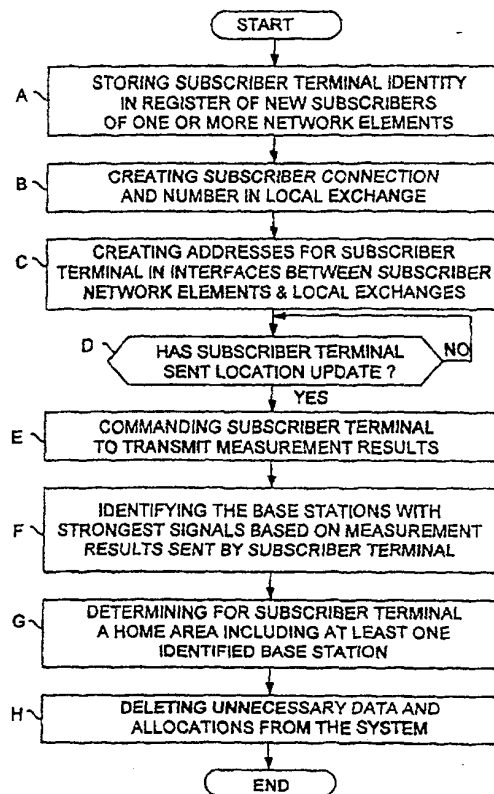 START
A
STORING SUBSCRIBER TERMINAL IDENTITY
IN REGISTER OF NEW SUBSCRIBERS
OF ONE OR MORE NETWORK ELEMENTS
B
CREATING SUBSCRIBER CONNECTION
AND NUMBER IN LOCAL EXCHANGE
C
CREATING ADDRESSES FOR SUBSCRIBER
TERMINAL IN INTERFACES BETWEEN SUBSCRIBER
NETWORK ELEMENTS & LOCAL EXCHANGES
D
HAS SUBSCRIBER TERMINAL
SENT LOCATION UPDATE ?
NO
YES
E
COMMANDING SUBSCRIBER TERMINAL
TO TRANSMIT MEASUREMENT RESULTS
F
IDENTIFYING THE BASE STATIONS WITH
STRONGEST SIGNALS BASED ON MEASUREMENT
RESULTS SENT BY SUBSCRIBER TERMINAL
G
DETERMINING FOR SUBSCRIBER TERMINAL
A HOME AREA INCLUDING AT LEAST ONE
IDENTIFIED BASE STATION
H
DELETING UNNECESSARY DATA AND
ALLOCATIONS FROM THE SYSTEM
END